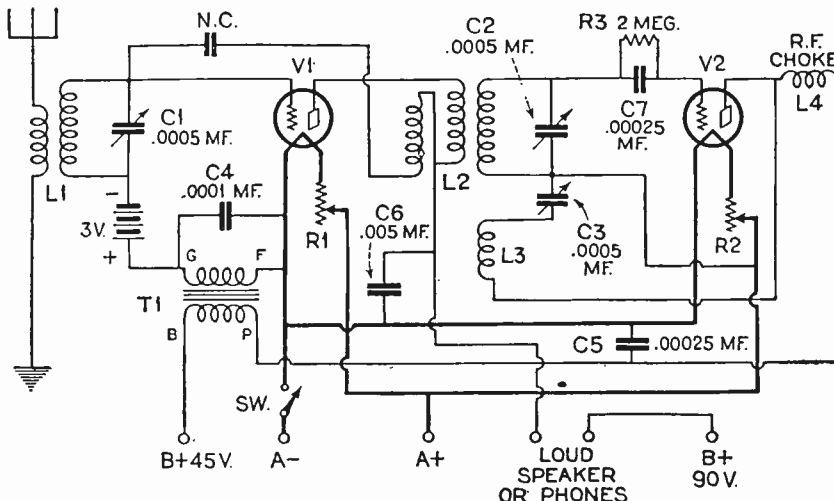 N.C.
C2
.0005 MF.
R3 2 MEG.
R.F.
CHOKE
V1
V2
L4
C1
.0005 MF.
C7
.00025
MF.
L1
C4
.0001 MF.
L2
-
3V.
+
C6
.005 MF.
R1
C3
.0005
MF.
L3
R2
G
F
T1
B
P
C5
.00025 MF.
SW.
B+45V.
A-
A+
LOUD
SPEAKER
OR PHONES
B+
90 V.